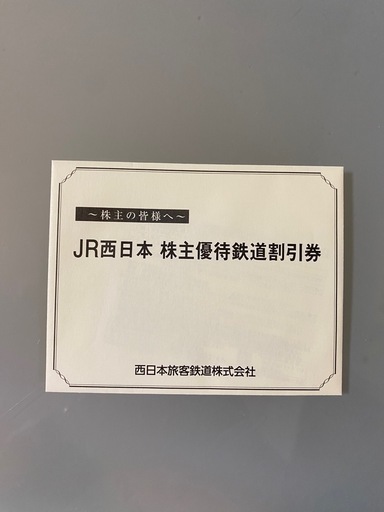 ～株主の皆様へ～
JR西日本 株主優待鉄道割引券
西日本旅客鉄道株式会社